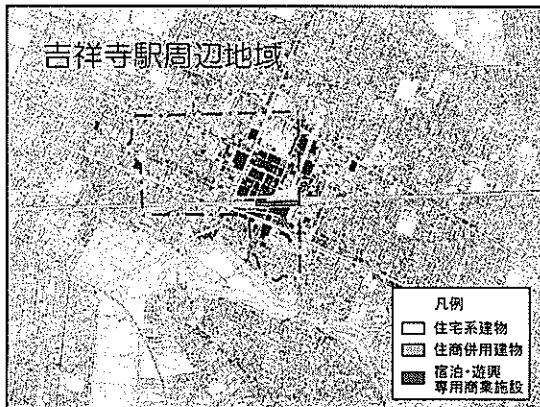 吉祥寺駅周辺地域
凡例
住宅系建物
住商併用建物
宿泊・遊興
専用商業施設